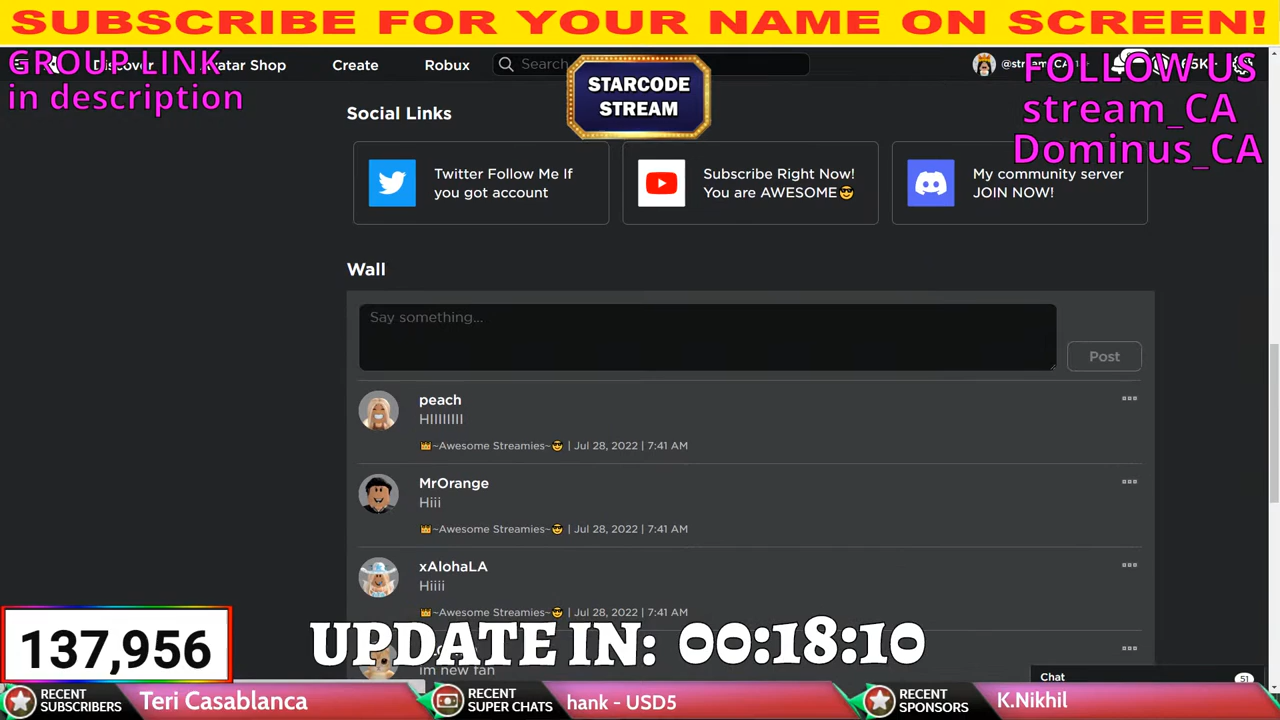 SUBSCRIBE FOR YOUR NAME ON SCREEN!
GROUP LINK
in description
Create
Robux
Search
STARCODE
STREAM
FOLLOW US
stream_CA
Dominus_CA
Social Links
Twitter Follow Me If
you got account
Subscribe Right Now!
You are AWESOME😎
My community server
JOIN NOW!
Wall
Say something...
Post
peach
HIIIIIIII
👑~Awesome Streamies~😎 | Jul 28, 2022 | 7:41 AM
MrOrange
Hiii
👑~Awesome Streamies~😎 | Jul 28, 2022 | 7:41 AM
xAlohaLA
Hiiii
👑~Awesome Streamies~😎 | Jul 28, 2022 | 7:41 AM
im new fan
137,956
UPDATE IN: 00:18:10
Chat
51
RECENT
SUBSCRIBERS
Teri Casablanca
RECENT
SUPER CHATS
hank - USD5
RECENT
SPONSORS
K.Nikhil